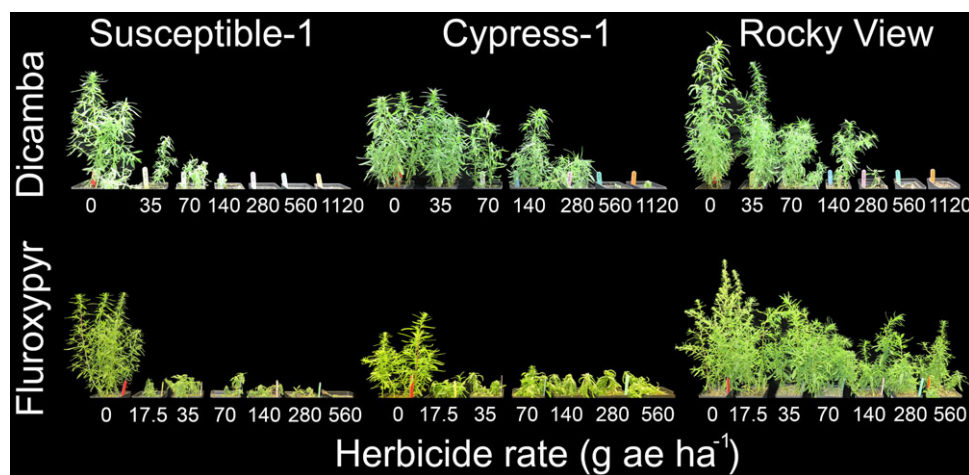 Susceptible-1 Cypress-1 Rocky View
Dicamba
0 35 70 140 280 560 1120 0 35 70 140 280 560 1120 0 35 70 140 280 560 1120
Fluroxypyr
0 17.5 35 70 140 280 560 0 17.5 35 70 140 280 560 0 17.5 35 70 140 280 560
Herbicide rate (g ae ha⁻¹)